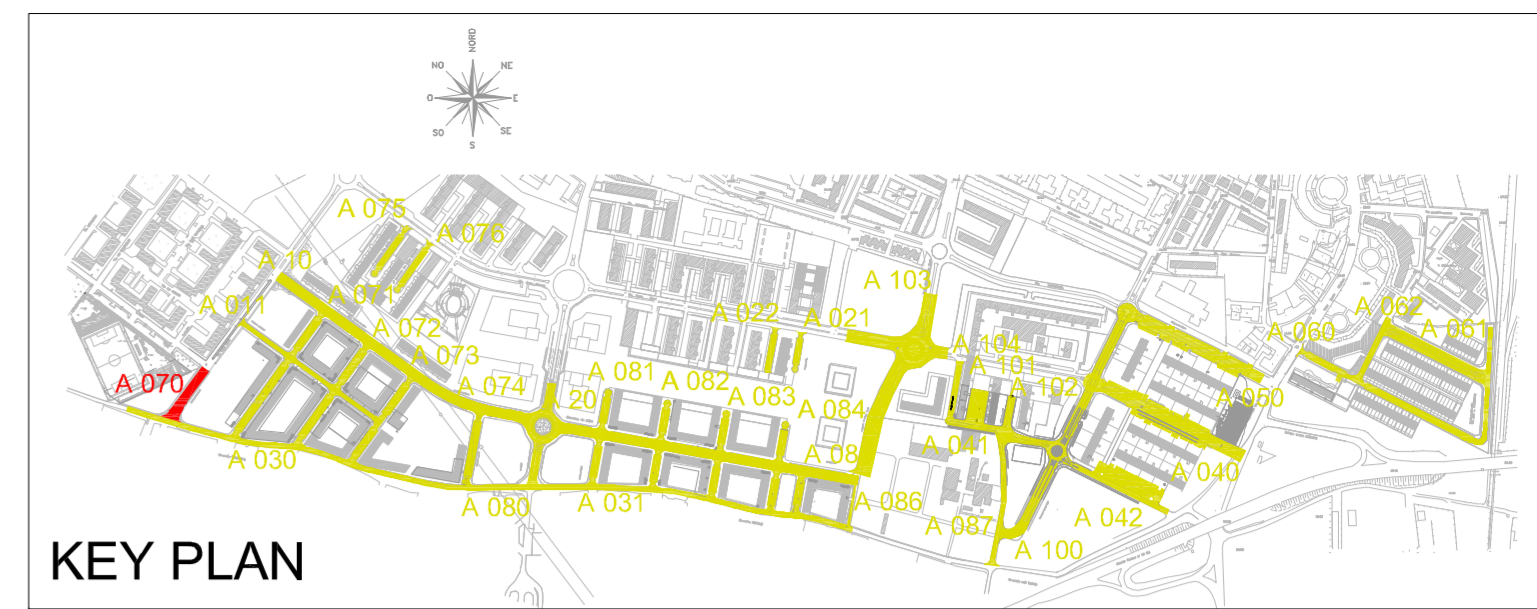 NORD
NO NE
O E
SO SE
S
A 075
A 076
A 10
A 011
A 071
A 072
A 073
A 074
A 070
A 030
A 080
A 031
20
A 081
A 082
A 083
A 084
A 08
A 022
A 021
A 103
A 104
A 101
A 102
A 041
A 086
A 087
A 100
A 042
A 040
A 050
A 060
A 062
A 061
KEY PLAN